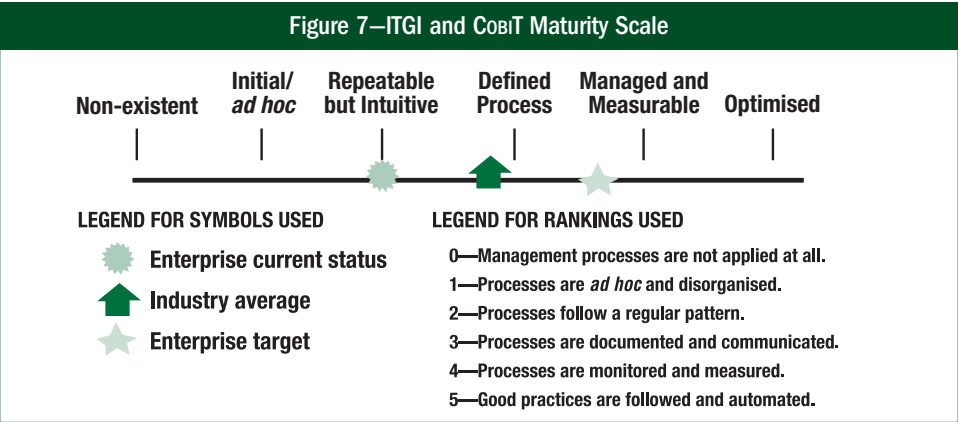 Figure 7—ITGI and COBIT Maturity Scale
Non-existent
Initial/
ad hoc
Repeatable
but Intuitive
Defined
Process
Managed and
Measurable
Optimised
LEGEND FOR SYMBOLS USED
Enterprise current status
Industry average
Enterprise target
LEGEND FOR RANKINGS USED
0—Management processes are not applied at all.
1—Processes are ad hoc and disorganised.
2—Processes follow a regular pattern.
3—Processes are documented and communicated.
4—Processes are monitored and measured.
5—Good practices are followed and automated.